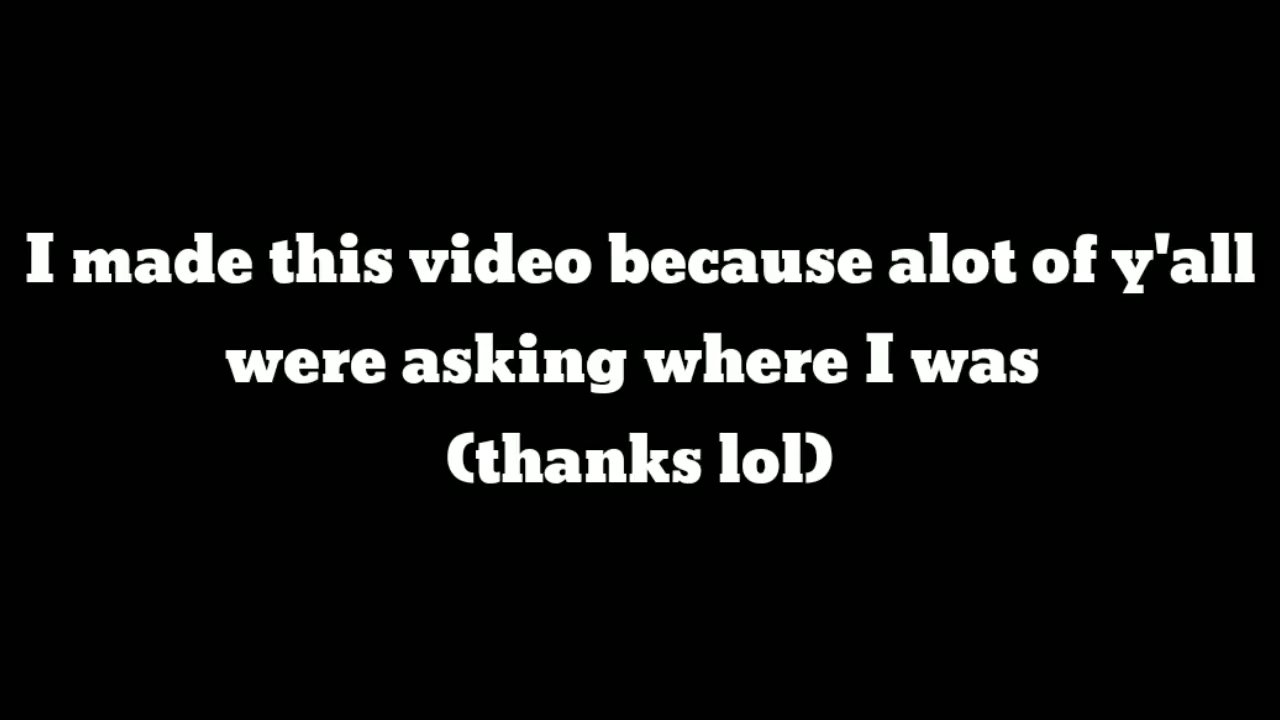 I made this video because alot of y'all
were asking where I was
(thanks lol)